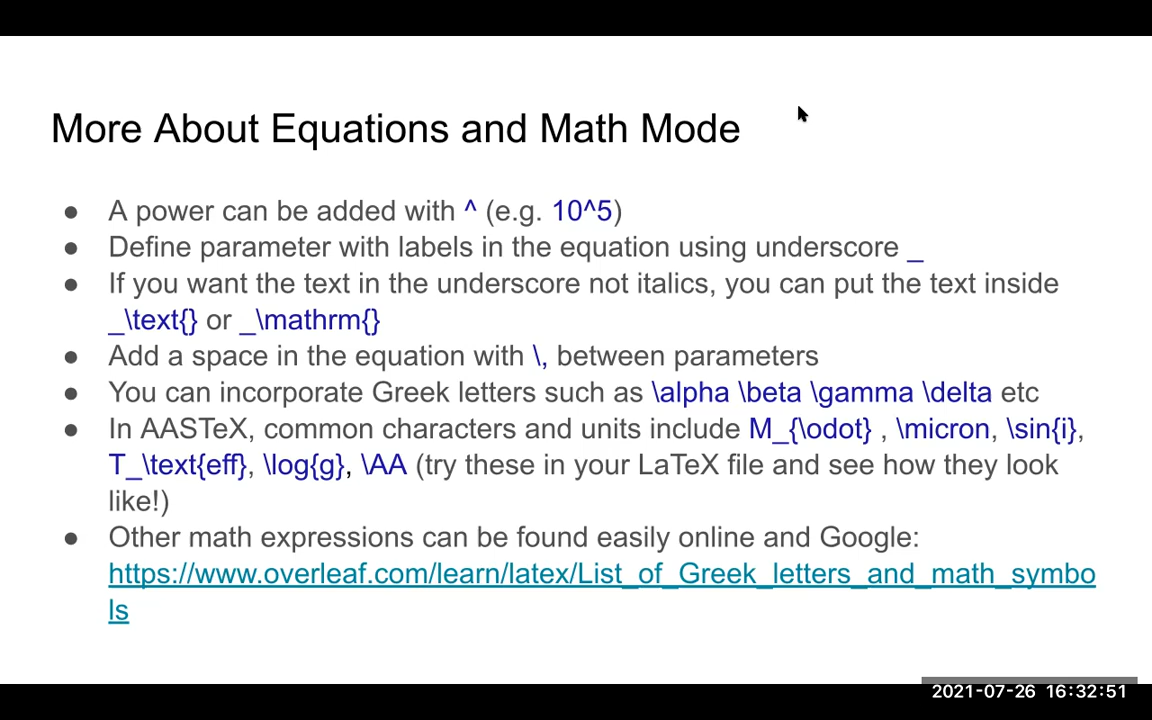 More About Equations and Math Mode
● A power can be added with ^ (e.g. 10^5)
● Define parameter with labels in the equation using underscore _
● If you want the text in the underscore not italics, you can put the text inside
_\text{} or _\mathrm{}
● Add a space in the equation with \, between parameters
● You can incorporate Greek letters such as \alpha \beta \gamma \delta etc
● In AASTeX, common characters and units include M_{\odot} , \micron, \sin{i},
T_\text{eff}, \log{g}, \AA (try these in your LaTeX file and see how they look
like!)
● Other math expressions can be found easily online and Google:
https://www.overleaf.com/learn/latex/List_of_Greek_letters_and_math_symbo
ls
2021-07-26 16:32:51